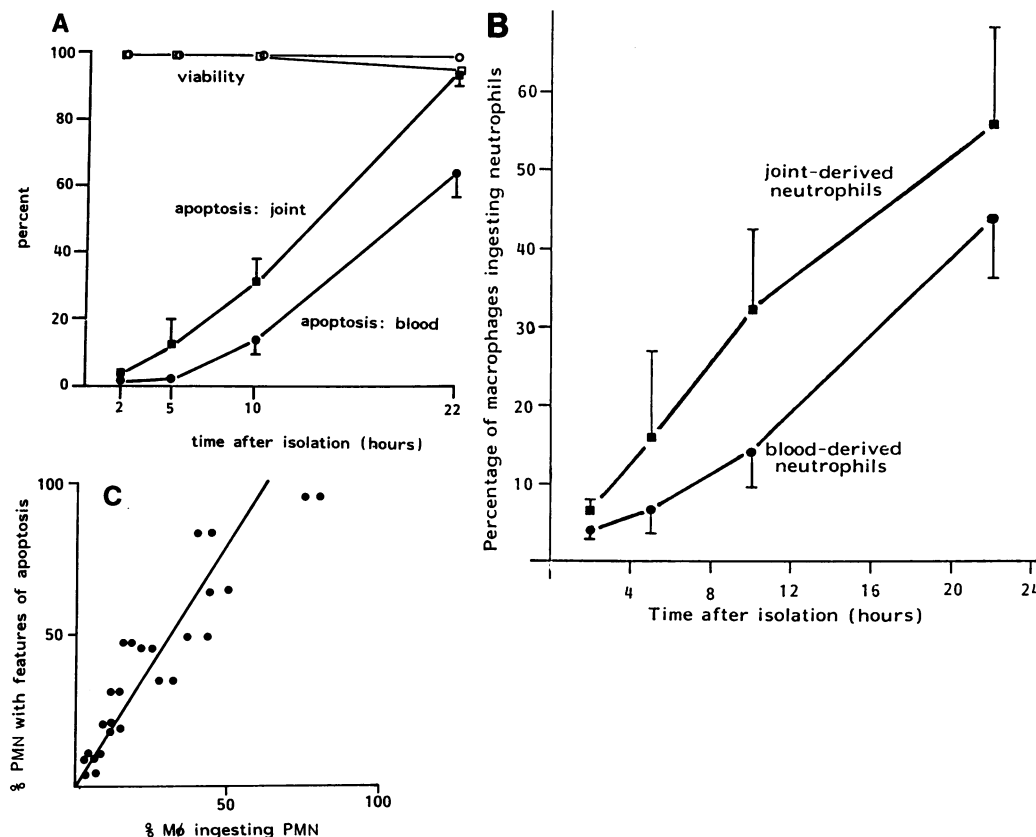 A
100
80
60
40
20
0
percent
viability
apoptosis: joint
apoptosis: blood
2 5 10 22
time after isolation (hours)
B
Percentage of macrophages ingesting neutrophils
60
50
40
30
20
10
joint-derived
neutrophils
blood-derived
neutrophils
4 8 12 16 20 24
Time after isolation (hours)
C
% PMN with features of apoptosis
100
50
50 100
% Mø ingesting PMN